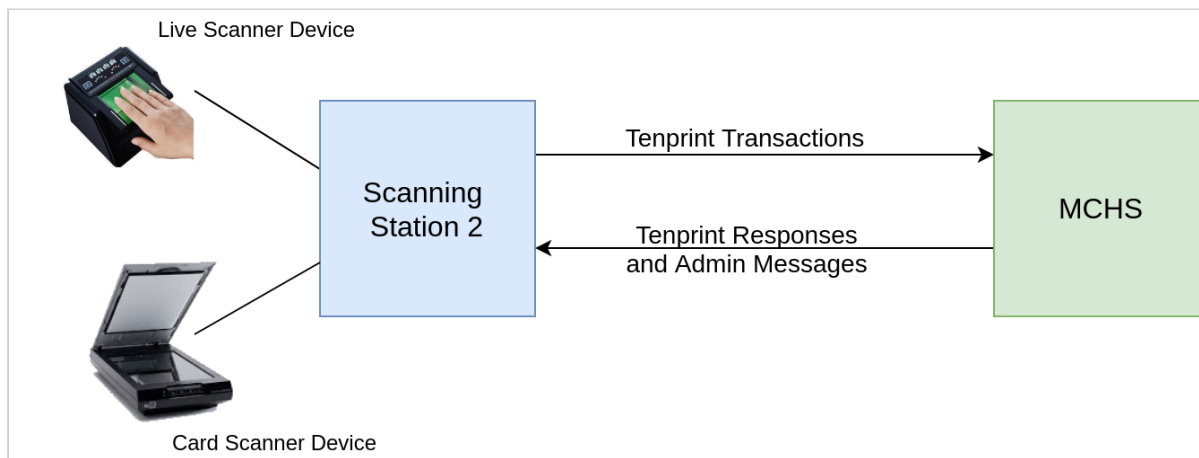 Live Scanner Device
Scanning
Station 2
Tenprint Transactions
MCHS
Tenprint Responses
and Admin Messages
Card Scanner Device